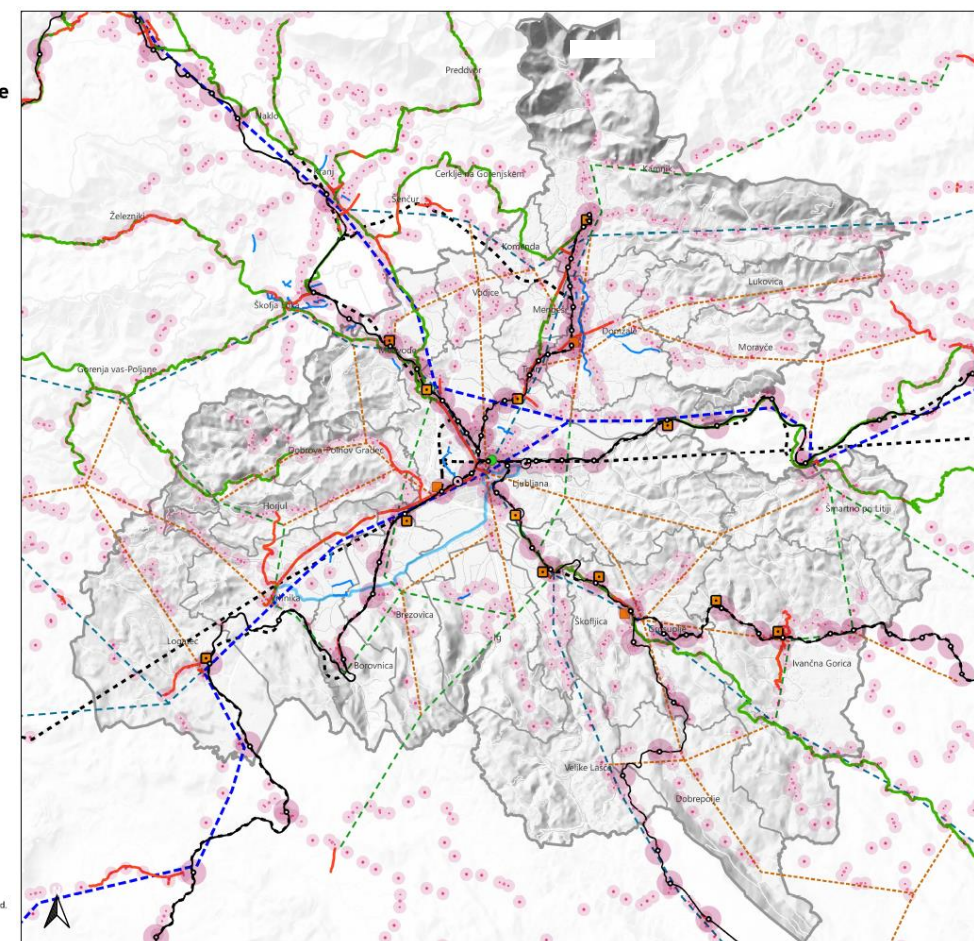 e
Preddvor
Naklo
Kamnik
Kranj
Cerklje na Gorenjskem
Šenčur
Železniki
Komenda
Lukovica
Vodice
Škofja Loka
Mengeš
Domžale
Moravče
Medvode
Gorenja vas-Poljane
Dobrova-Polhov Gradec
Ljubljana
Horjul
Šmartno pri Litiji
Vrhnika
Brezovica
Škofljica
Ig
Grosuplje
Logatec
Borovnica
Ivančna Gorica
Velike Lašče
Dobrepolje
d.